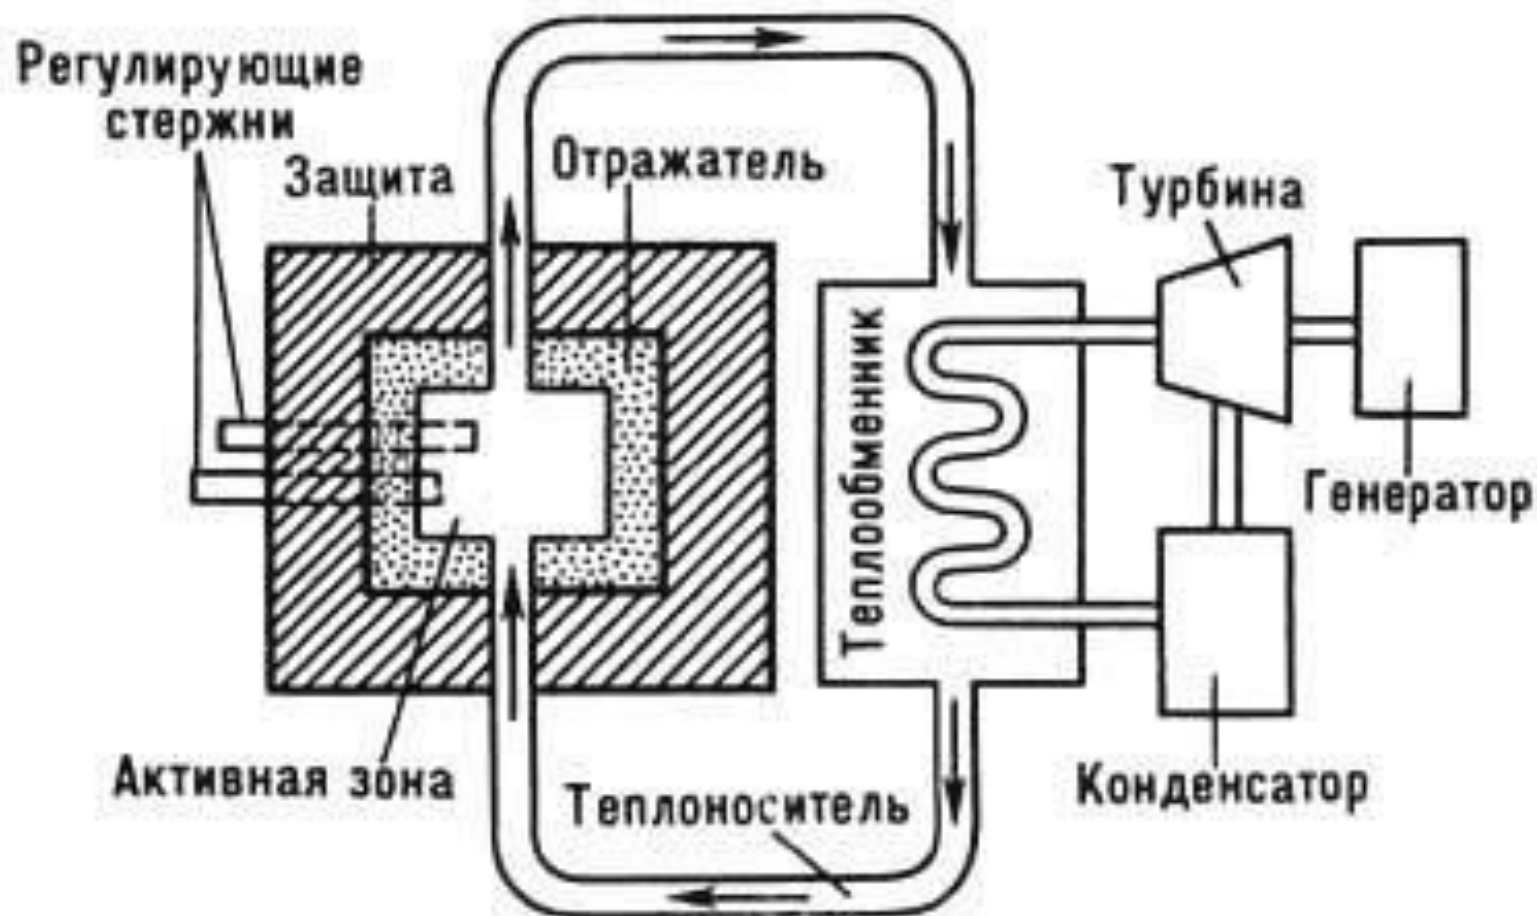 Регулирующие
стержни
Защита
Отражатель
Турбина
Теплообменник
Генератор
Активная зона
Теплоноситель
Конденсатор